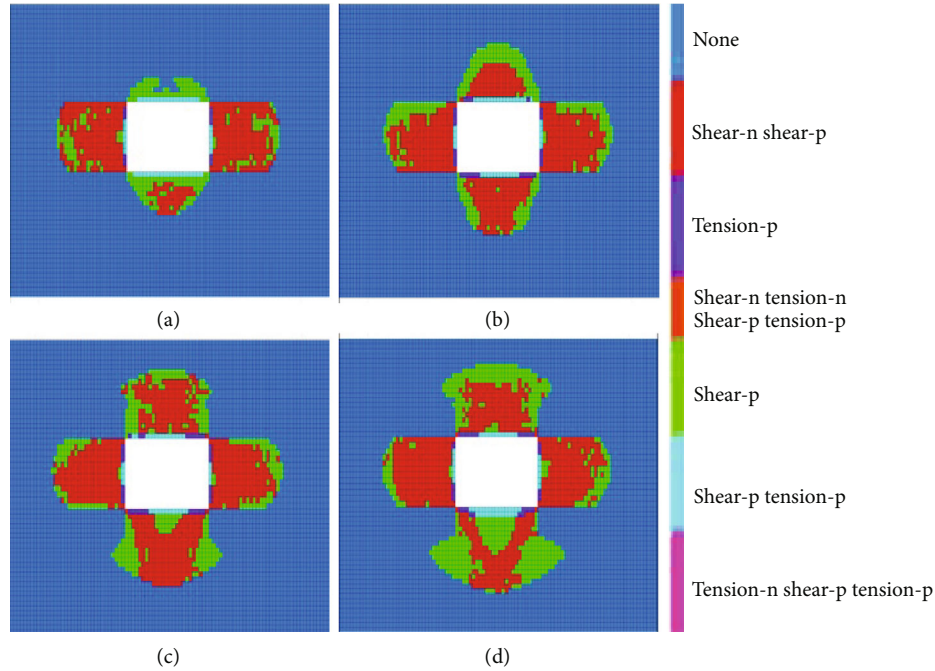 None
Shear-n shear-p
Tension-p
Shear-n tension-n
Shear-p tension-p
Shear-p
Shear-p tension-p
Tension-n shear-p tension-p
(a)
(b)
(c)
(d)